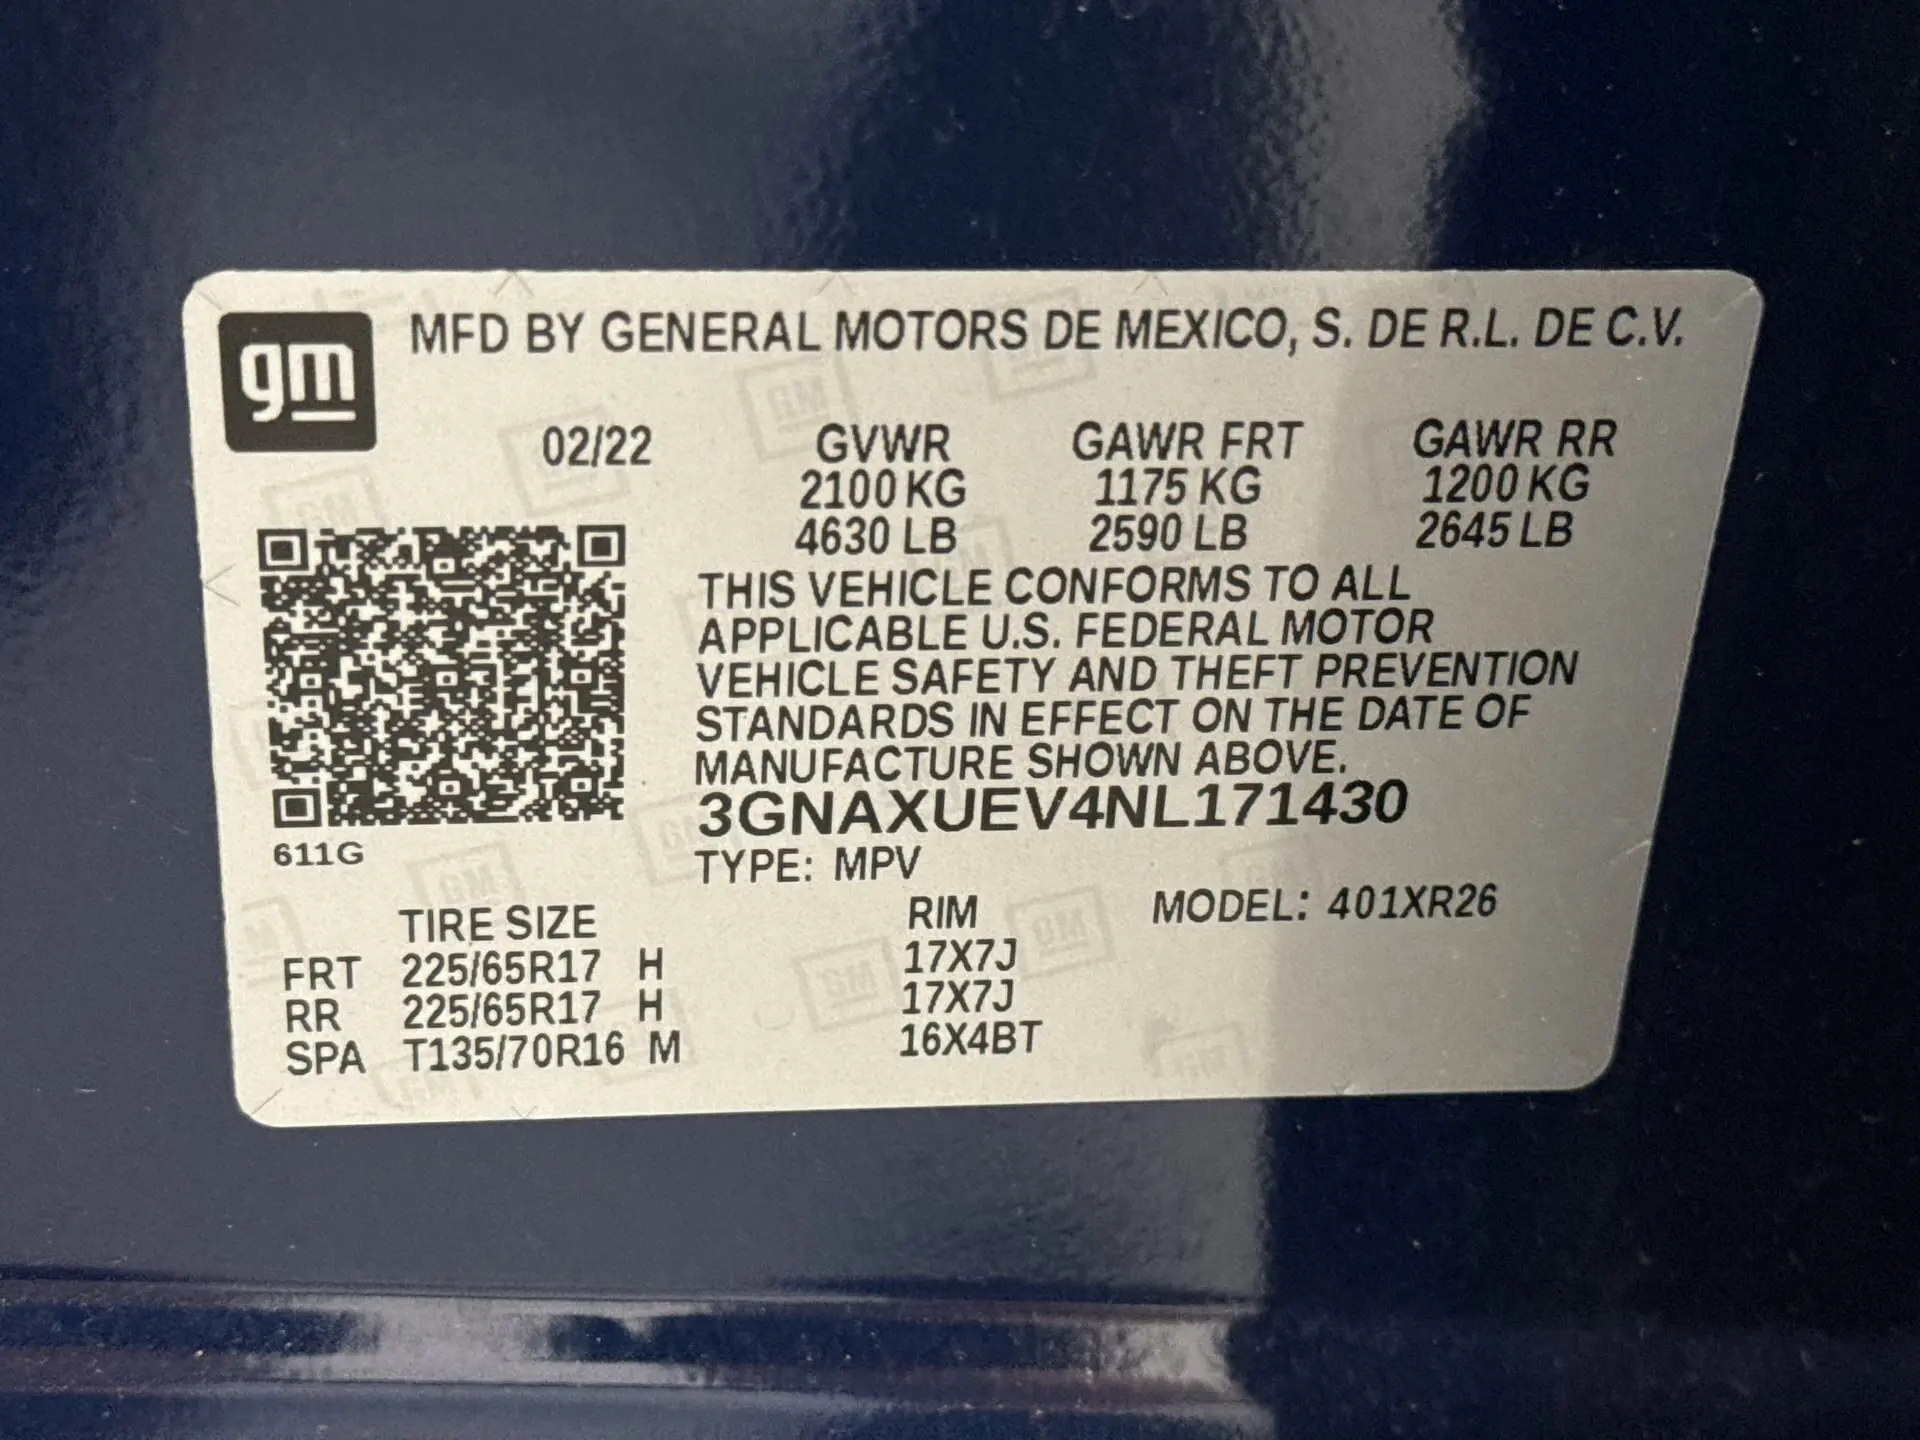 gm
MFD BY GENERAL MOTORS DE MEXICO, S. DE R.L. DE C.V.
02/22 GVWR GAWR FRT GAWR RR
2100 KG 1175 KG 1200 KG
4630 LB 2590 LB 2645 LB
THIS VEHICLE CONFORMS TO ALL
APPLICABLE U.S. FEDERAL MOTOR
VEHICLE SAFETY AND THEFT PREVENTION
STANDARDS IN EFFECT ON THE DATE OF
MANUFACTURE SHOWN ABOVE.
3GNAXUEV4NL171430
611G
TYPE: MPV
TIRE SIZE RIM MODEL: 401XR26
FRT 225/65R17 H 17X7J
RR 225/65R17 H 17X7J
SPA T135/70R16 M 16X4BT